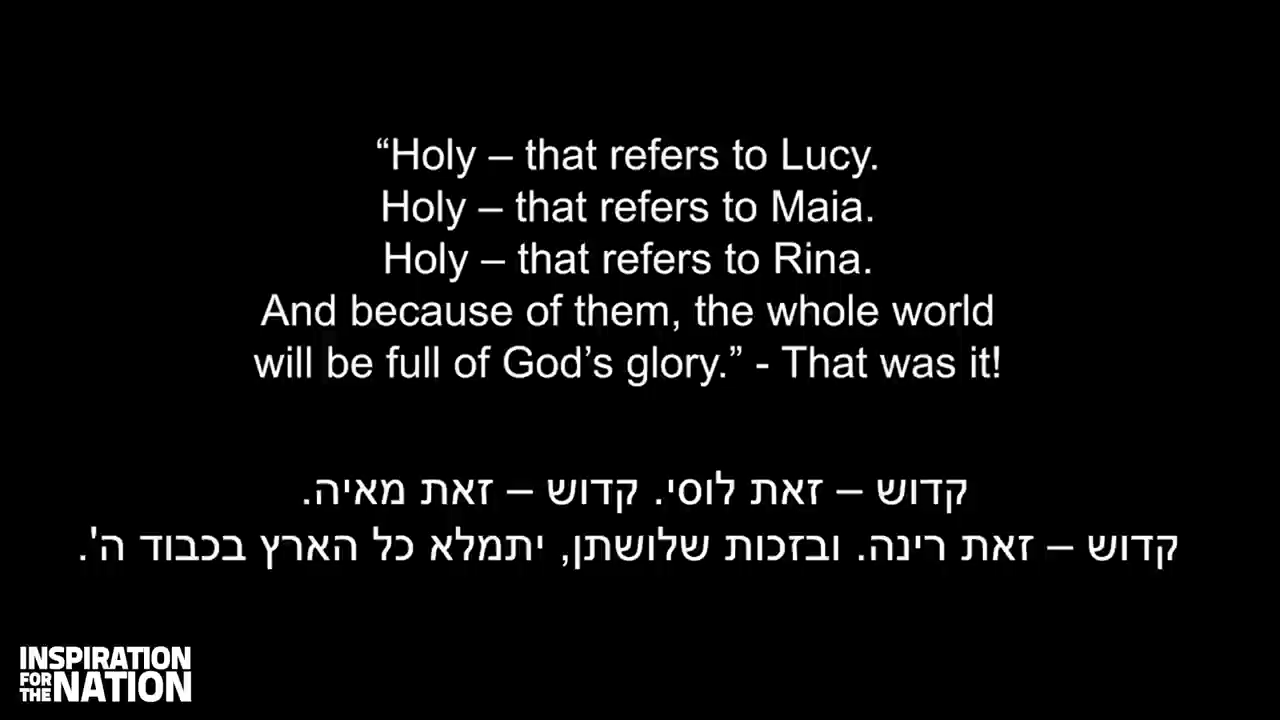 “Holy – that refers to Lucy.
Holy – that refers to Maia.
Holy – that refers to Rina.
And because of them, the whole world
will be full of God’s glory.” - That was it!
קדוש – זאת לוסי. קדוש – זאת מאיה.
קדוש – זאת רינה. ובזכות שלושתן, יתמלא כל הארץ בכבוד ה'.
INSPIRATION
FOR THE NATION